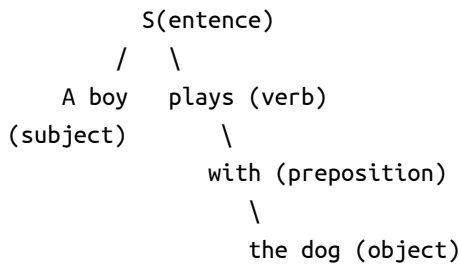 S(entence)
/ \
A boy plays (verb)
(subject) \
with (preposition)
\
the dog (object)